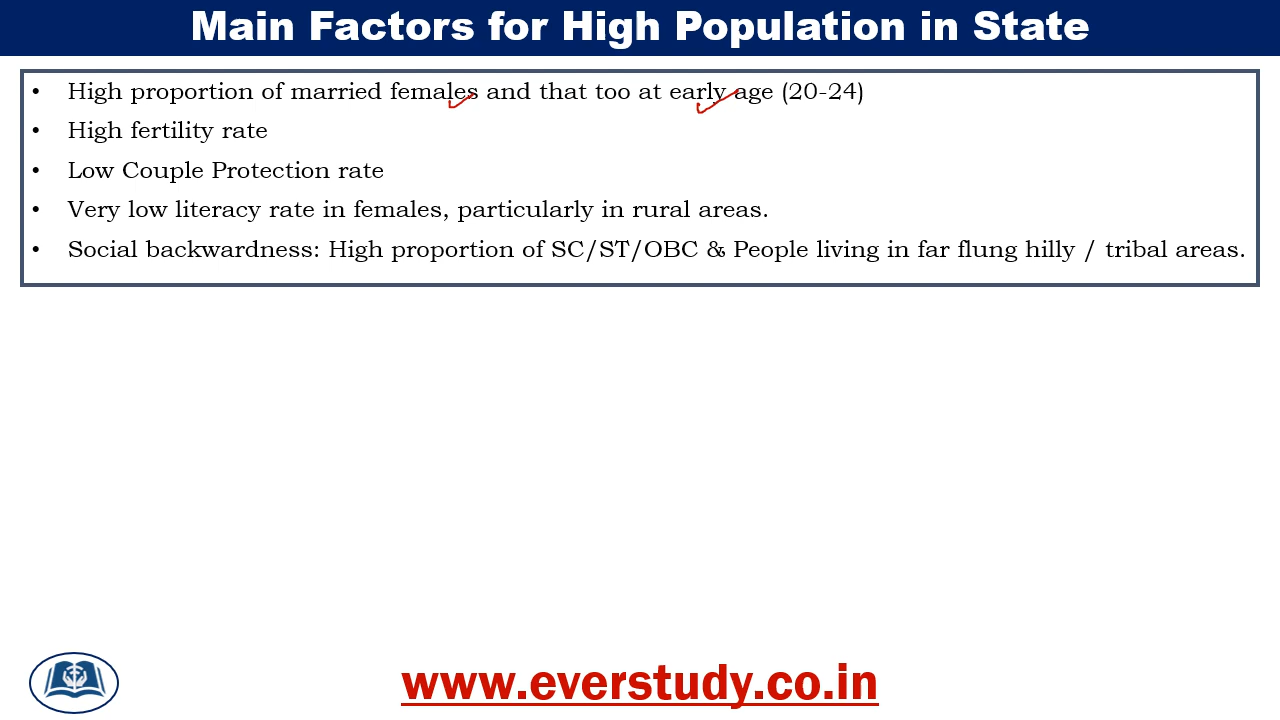 Main Factors for High Population in State
• High proportion of married females and that too at early age (20-24)
• High fertility rate
• Low Couple Protection rate
• Very low literacy rate in females, particularly in rural areas.
• Social backwardness: High proportion of SC/ST/OBC & People living in far flung hilly / tribal areas.
www.everstudy.co.in